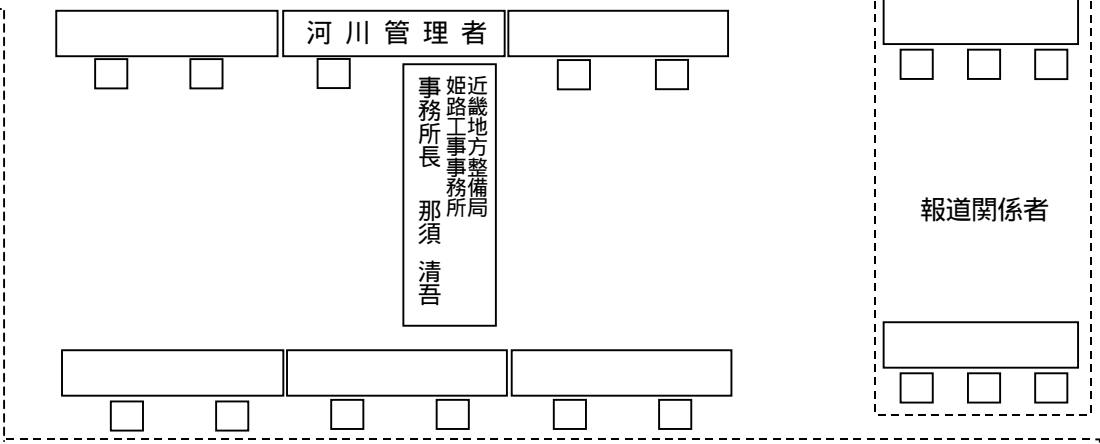 河川管理者
近畿地方整備局
姫路工事事務所
事務所長　那須　清吾
報道関係者